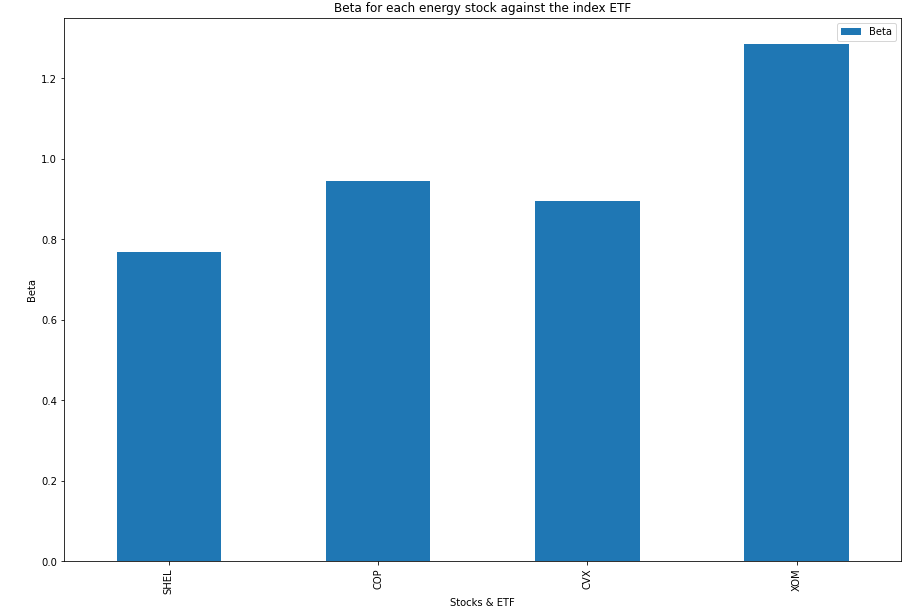 Beta for each energy stock against the index ETF
Beta
1.2
1.0
0.8
0.6
0.4
0.2
0.0
Beta
SHEL
COP
CVX
XOM
Stocks & ETF